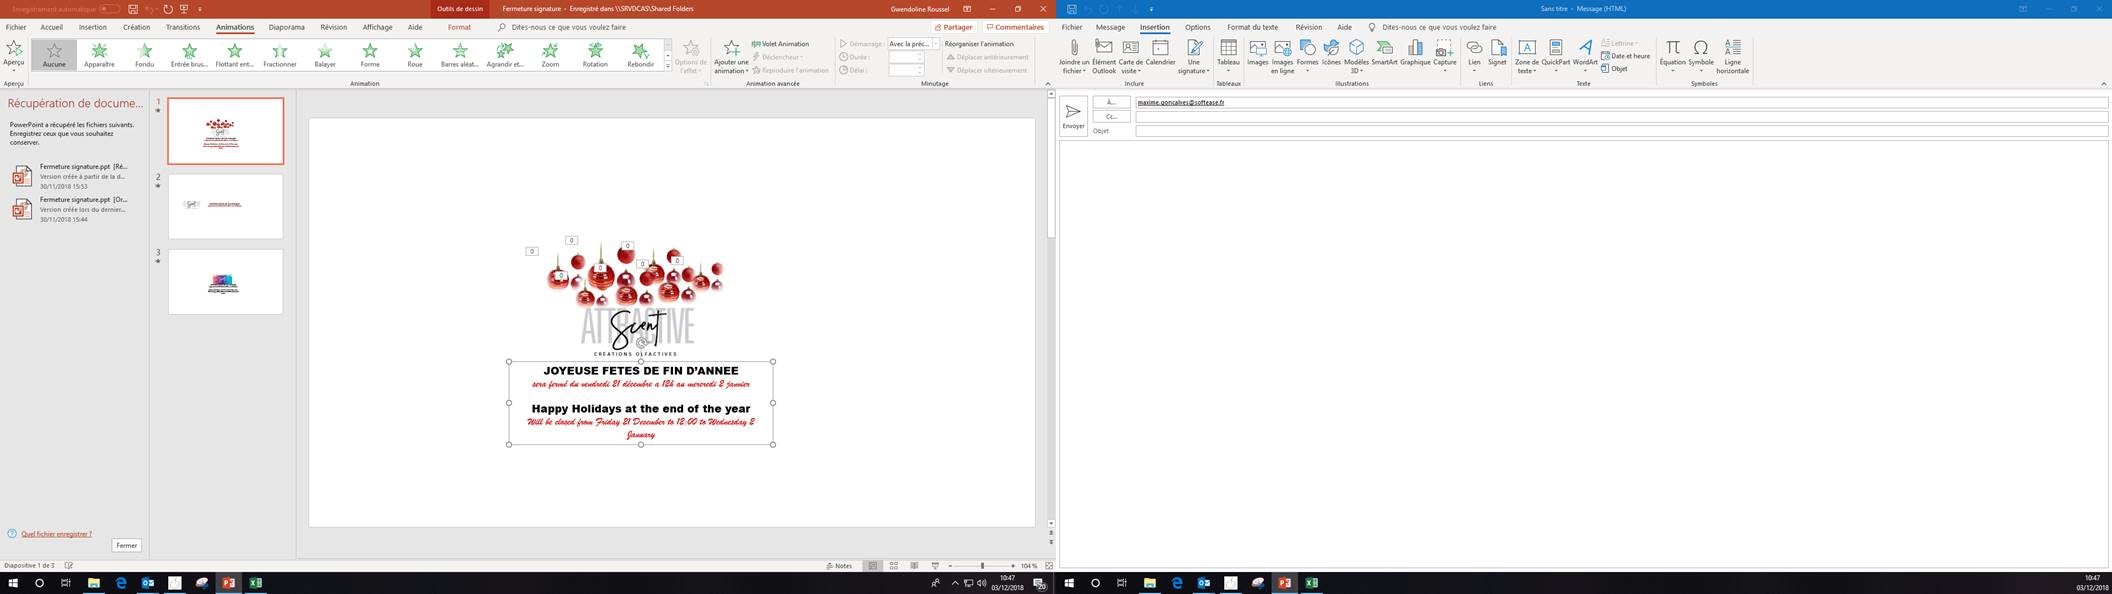 Enregistrement automatique
Outils de dessin
Fermeture signature - Enregistré dans \\SRVDCAS\Shared Folders
Gwendoline Roussel
Fichier Accueil Insertion Création Transitions Animations Diaporama Révision Affichage Aide Format Dites-nous ce que vous voulez faire
Partager Commentaires
Aperçu
Aucune Apparaître Fondu Entrée brus... Flottant ent... Fractionner Balayer Forme Roue Barres aléat... Agrandir et... Zoom Rotation Rebondir
Options de l'effet
Ajouter une animation
Volet Animation
Déclencheur
Reproduire l'animation
Démarrage : Avec la préc...
Durée :
Délai :
Réorganiser l'animation
Déplacer antérieurement
Déplacer ultérieurement
Aperçu Animation Animation avancée Minutage
Récupération de docume...
PowerPoint a récupéré les fichiers suivants.
Enregistrez ceux que vous souhaitez
conserver.
Fermeture signature.ppt [Ré...
Version créée à partir de la d...
30/11/2018 15:53
Fermeture signature.ppt [Or...
Version créée lors du dernier...
30/11/2018 15:44
Quel fichier enregistrer ?
Fermer
1
2
3
0
0
0
0
0
0
0
ATTRACTIVE
Scent
CRÉATIONS OLFACTIVES
JOYEUSE FETES DE FIN D'ANNEE
sera fermé du vendredi 21 décembre a 12h au mercredi 2 janvier
Happy Holidays at the end of the year
Will be closed from Friday 21 December to 12:00 to Wednesday 2
January
Diapositive 1 de 3
Notes
104 %
10:47
03/12/2018
20
Sans titre - Message (HTML)
Fichier Message Insertion Options Format du texte Révision Aide Dites-nous ce que vous voulez faire
Joindre un fichier
Élément Outlook
Carte de visite
Calendrier
Une signature
Tableau
Images
Images en ligne
Formes
Icônes
Modèles 3D
SmartArt
Graphique
Capture
Lien
Signet
Zone de texte
QuickPart
WordArt
Lettrine
Date et heure
Objet
Équation
Symbole
Ligne horizontale
Inclure Tableaux Illustrations Liens Texte Symboles
Envoyer
À...
maxime.goncalves@softease.fr
Cc...
Objet
10:47
03/12/2018